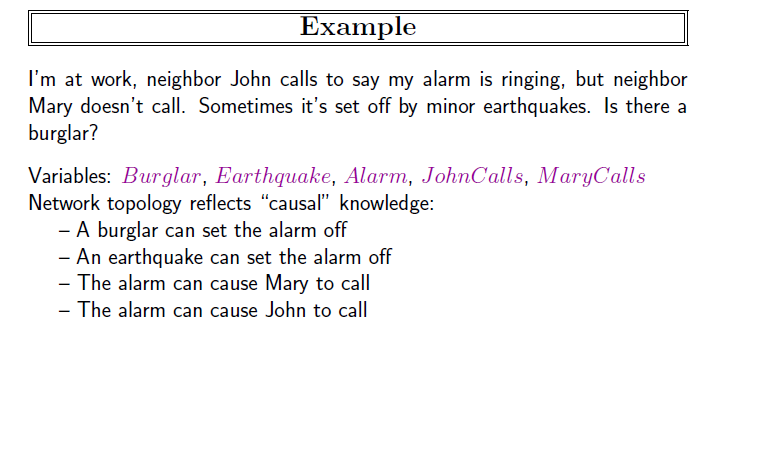 Example
I'm at work, neighbor John calls to say my alarm is ringing, but neighbor
Mary doesn't call. Sometimes it's set off by minor earthquakes. Is there a
burglar?
Variables: Burglar, Earthquake, Alarm, JohnCalls, MaryCalls
Network topology reflects “causal” knowledge:
– A burglar can set the alarm off
– An earthquake can set the alarm off
– The alarm can cause Mary to call
– The alarm can cause John to call